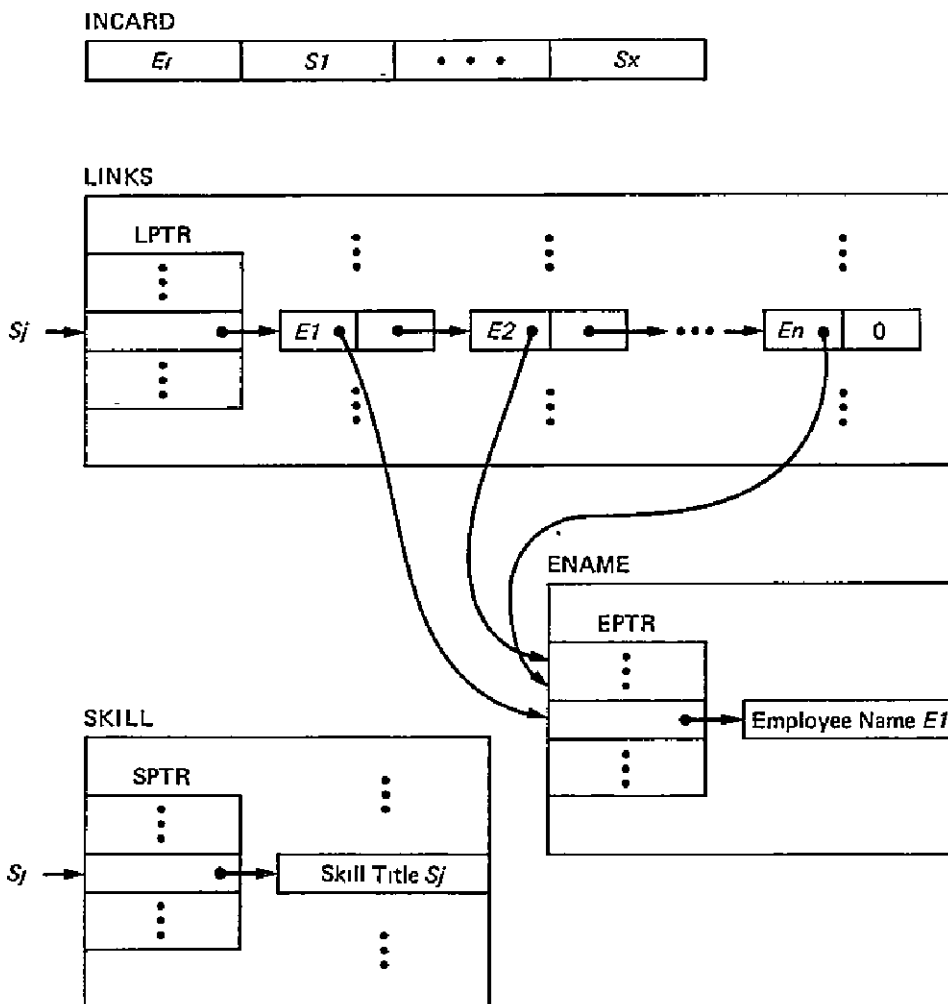 INCARD
Er S1 • • • Sx
LINKS
LPTR
Sj E1 E2 • • • En 0
ENAME
EPTR
Employee Name E1
SKILL
SPTR
Sj Skill Title Sj